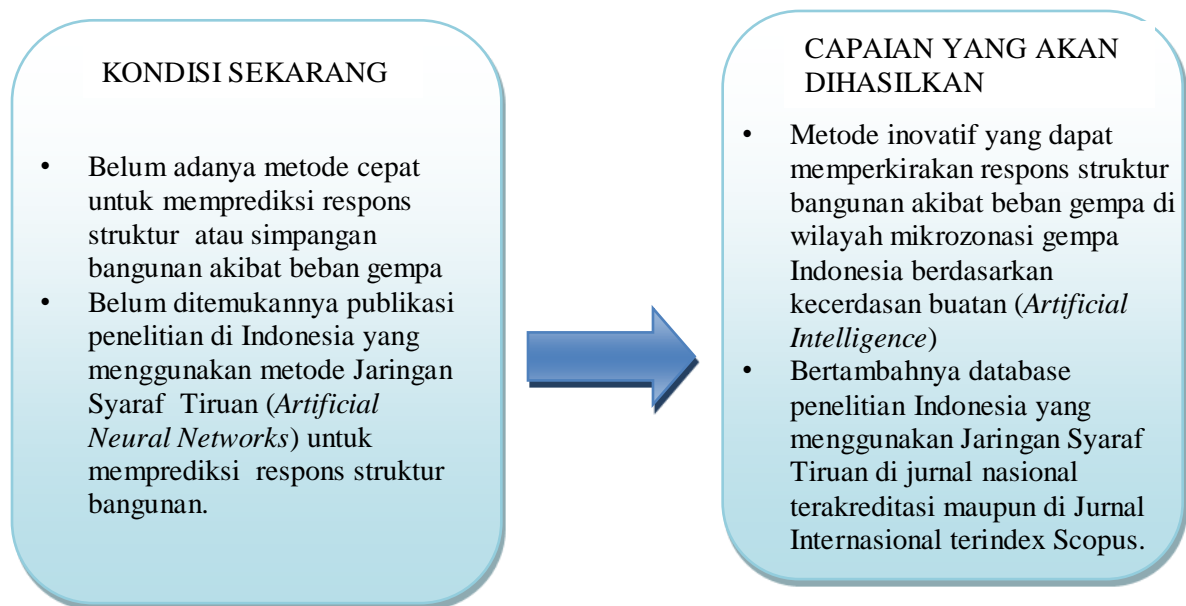 KONDISI SEKARANG
• Belum adanya metode cepat
untuk memprediksi respons
struktur atau simpangan
bangunan akibat beban gempa
• Belum ditemukannya publikasi
penelitian di Indonesia yang
menggunakan metode Jaringan
Syaraf Tiruan (Artificial
Neural Networks) untuk
memprediksi respons struktur
bangunan.
CAPAIAN YANG AKAN
DIHASILKAN
• Metode inovatif yang dapat
memperkirakan respons struktur
bangunan akibat beban gempa di
wilayah mikrozonasi gempa
Indonesia berdasarkan
kecerdasan buatan (Artificial
Intelligence)
• Bertambahnya database
penelitian Indonesia yang
menggunakan Jaringan Syaraf
Tiruan di jurnal nasional
terakreditasi maupun di Jurnal
Internasional terindex Scopus.